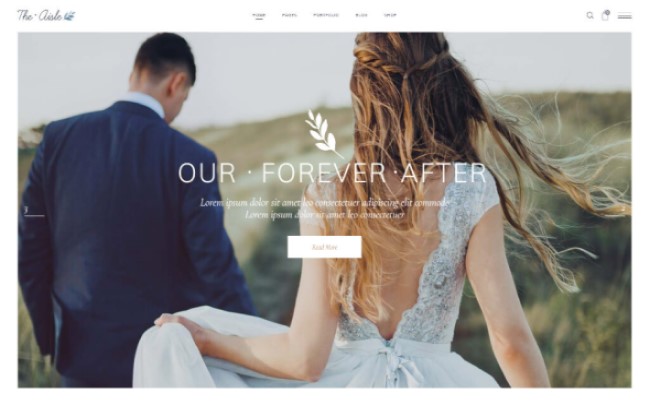 The · Aisle
HOME PAGES PORTFOLIO BLOG SHOP
OUR · FOREVER · AFTER
Lorem ipsum dolor sit amet leo consectetuer adipiscing elit commodo
Lorem ipsum dolor sit amet leo consectetuer
Read More